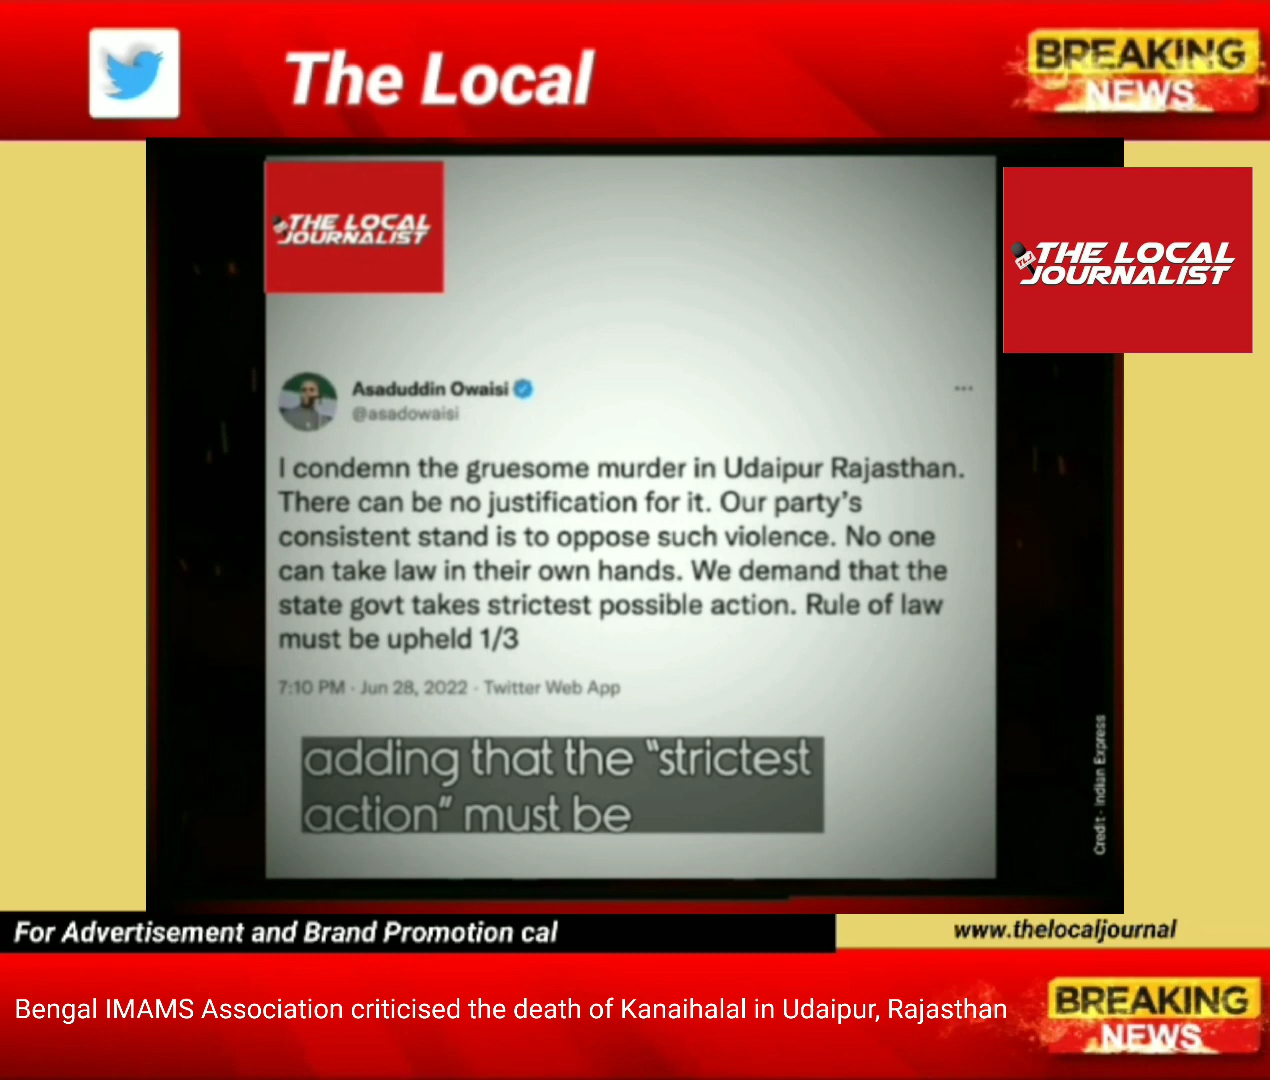 The Local
BREAKING
NEWS
THE LOCAL
JOURNALIST
THE LOCAL
JOURNALIST
TLJ
Asaduddin Owaisi
@asadowaisi
I condemn the gruesome murder in Udaipur Rajasthan.
There can be no justification for it. Our party's
consistent stand is to oppose such violence. No one
can take law in their own hands. We demand that the
state govt takes strictest possible action. Rule of law
must be upheld 1/3
7:10 PM · Jun 28, 2022 · Twitter Web App
adding that the "strictest
action" must be
Credit - Indian Express
For Advertisement and Brand Promotion cal
www.thelocaljournal
Bengal IMAMS Association criticised the death of Kanaihalal in Udaipur, Rajasthan
BREAKING
NEWS